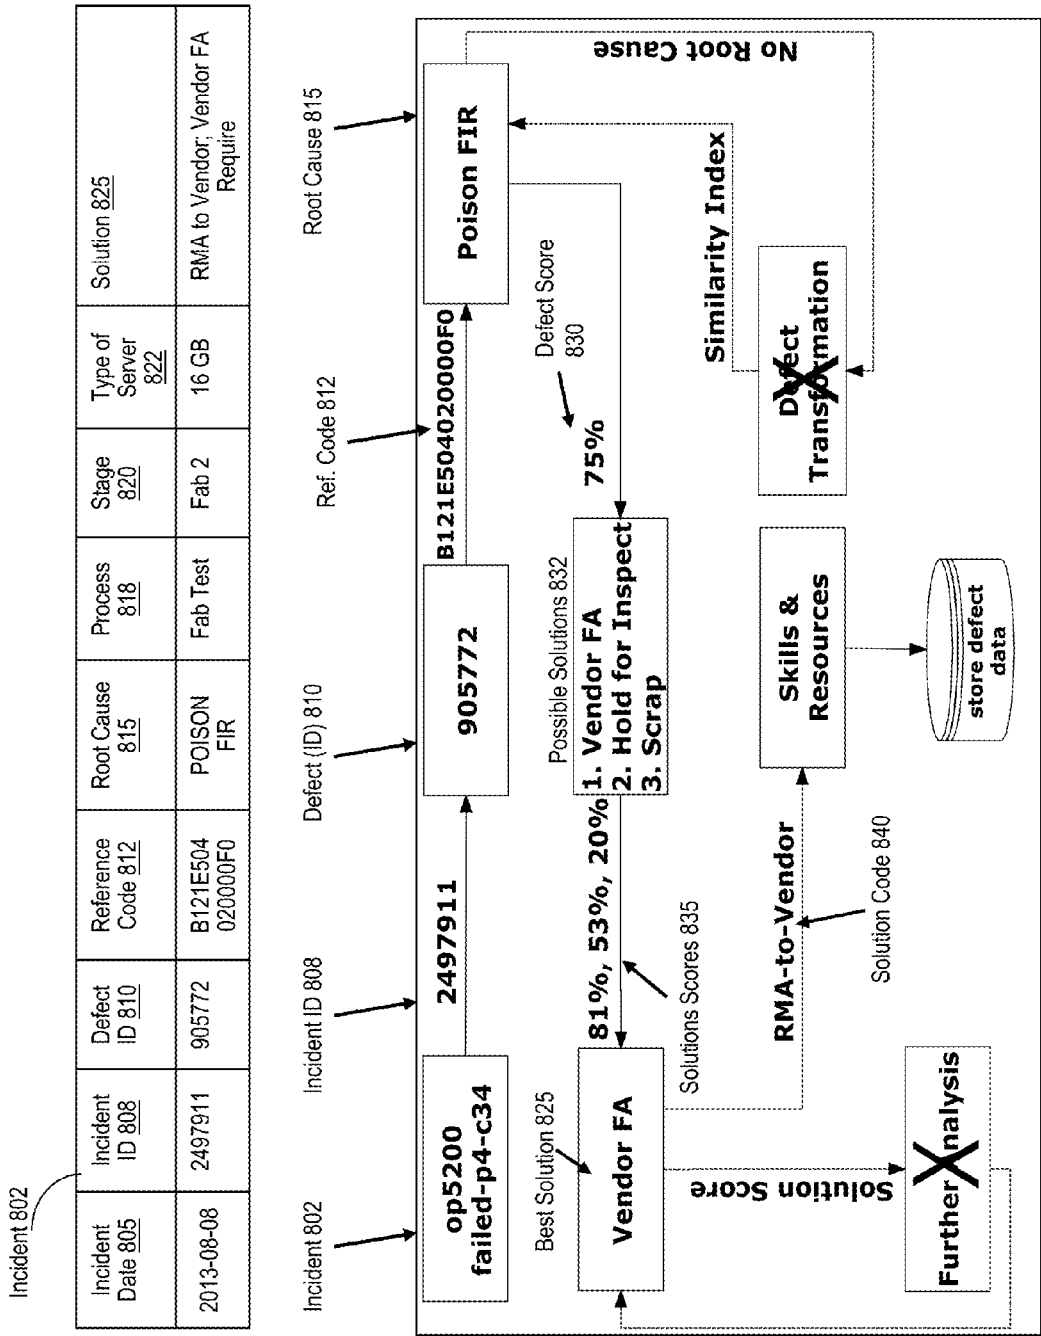 Incident 802
Incident Date 805
Incident ID 808
Defect ID 810
Reference Code 812
Root Cause 815
Process 818
Stage 820
Type of Server 822
Solution 825
2013-08-08
2497911
905772
B121E504
020000F0
POISON
FIR
Fab Test
Fab 2
16 GB
RMA to Vendor; Vendor FA
Require
Incident 802
Incident ID 808
Defect (ID) 810
Ref. Code 812
Root Cause 815
op5200
failed-p4-c34
2497911
905772
B121E504020000F0
Poison FIR
No Root Cause
Best Solution 825
Possible Solutions 832
Defect Score
830
Vendor FA
81%, 53%, 20%
1. Vendor FA
2. Hold for Inspect
3. Scrap
75%
Similarity Index
Solutions Scores 835
Solution Score
RMA-to-Vendor
Solution Code 840
Skills &
Resources
Defect
Transformation
Further Analysis
store defect
data